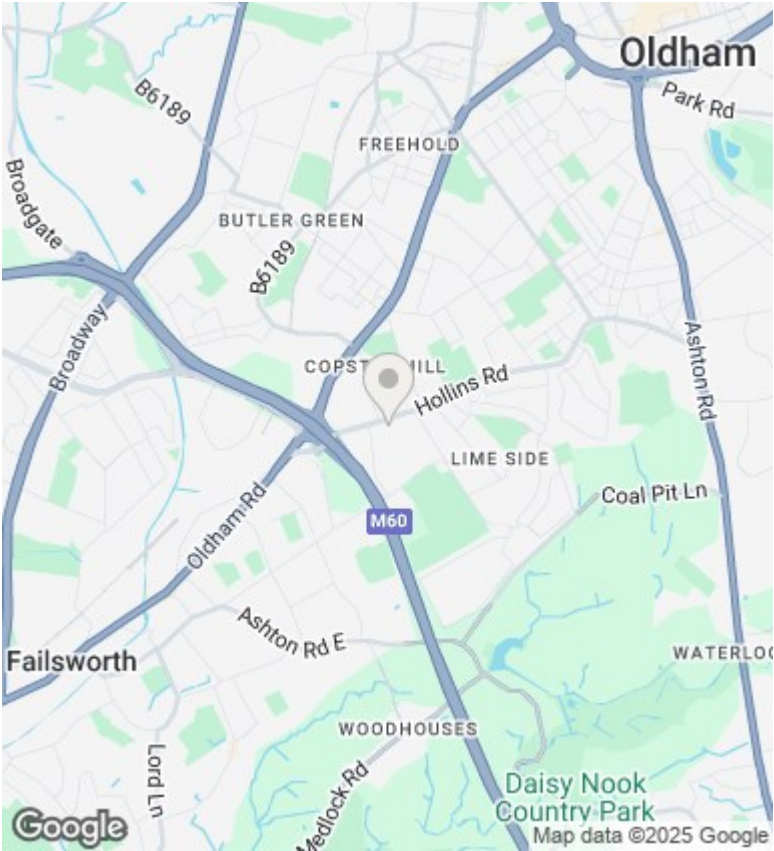 Oldham
B6189
Park Rd
FREEHOLD
Broadgate
BUTLER GREEN
B6189
Broadway
Ashton Rd
Hollins Rd
LIME SIDE
Coal Pit Ln
M60
Oldham Rd
Ashton Rd E
Failsworth
WOODHOUSES
Lord Ln
Medlock Rd
Daisy Nook
Country Park
Google
Map data ©2025 Google